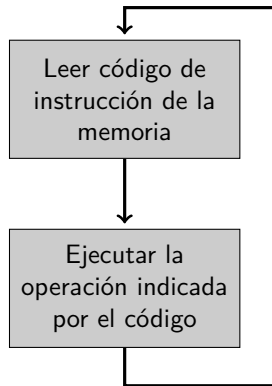 Leer código de
instrucción de la
memoria
Ejecutar la
operación indicada
por el código